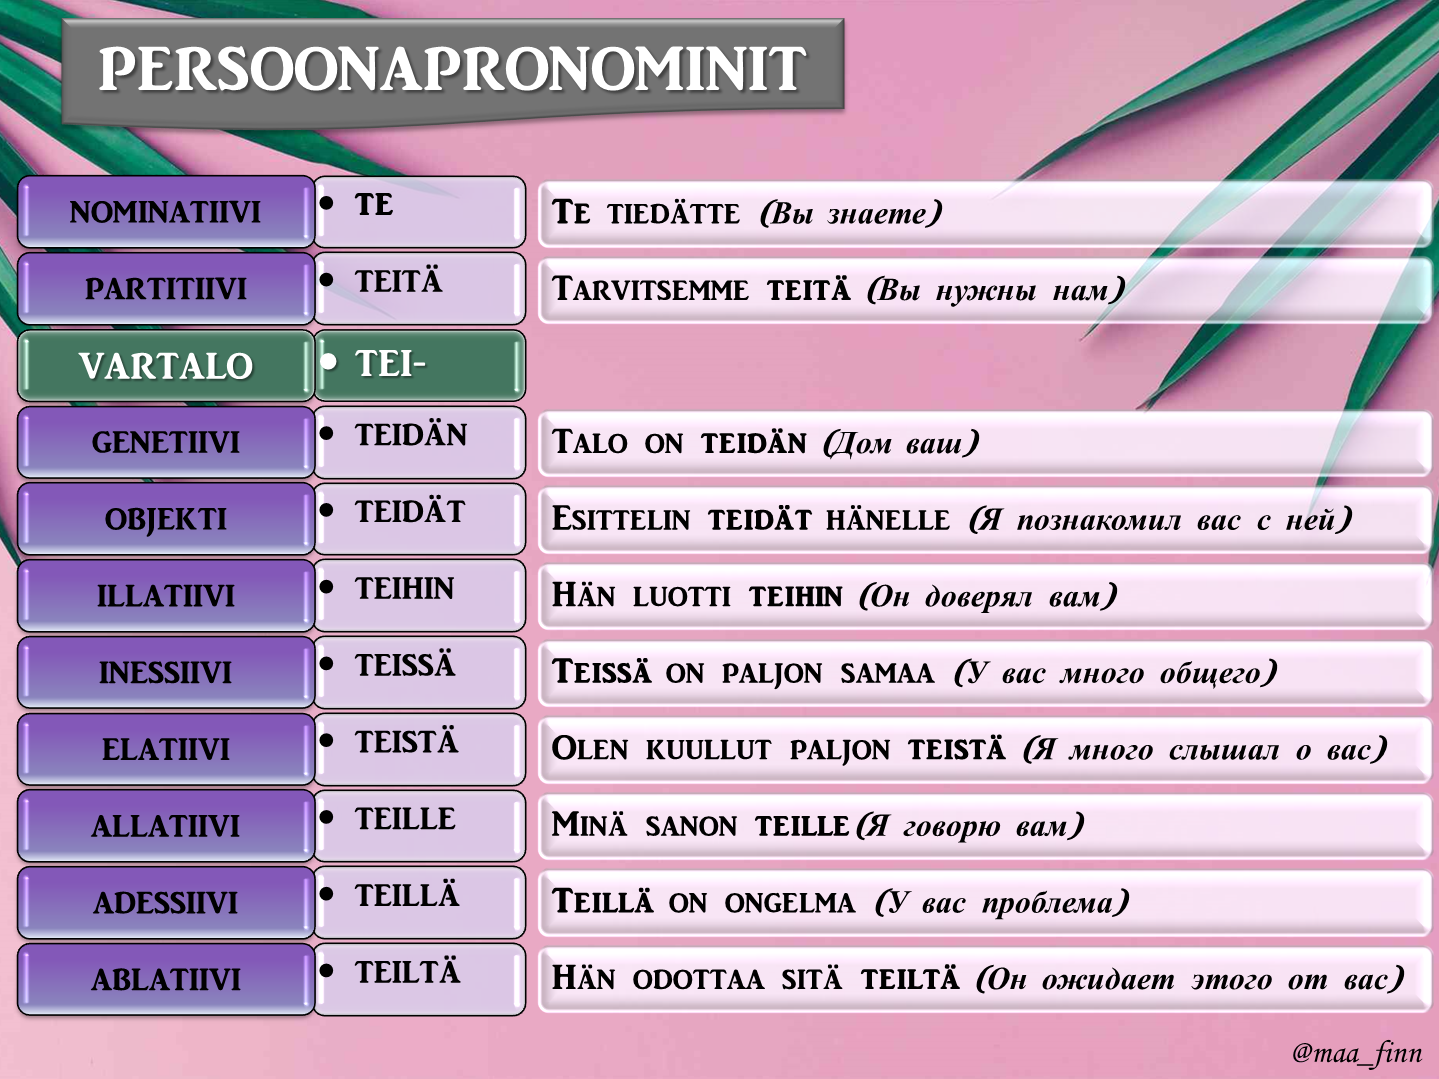 PERSOONAPRONOMINIT
NOMINATIIVI • TE Te tiedätte (Вы знаете)
PARTITIIVI • TEITÄ Tarvitsemme teitä (Вы нужны нам)
VARTALO • TEI-
GENETIIVI • TEIDÄN Talo on teidän (Дом ваш)
OBJEKTI • TEIDÄT Esittelin teidät hänelle (Я познакомил вас с ней)
ILLATIIVI • TEIHIN Hän luotti teihin (Он доверял вам)
INESSIIVI • TEISSÄ Teissä on paljon samaa (У вас много общего)
ELATIIVI • TEISTÄ Olen kuullut paljon teistä (Я много слышал о вас)
ALLATIIVI • TEILLE Minä sanon teille (Я говорю вам)
ADESSIIVI • TEILLÄ Teillä on ongelma (У вас проблема)
ABLATIIVI • TEILTÄ Hän odottaa sitä teiltä (Он ожидает этого от вас)
@maa_finn